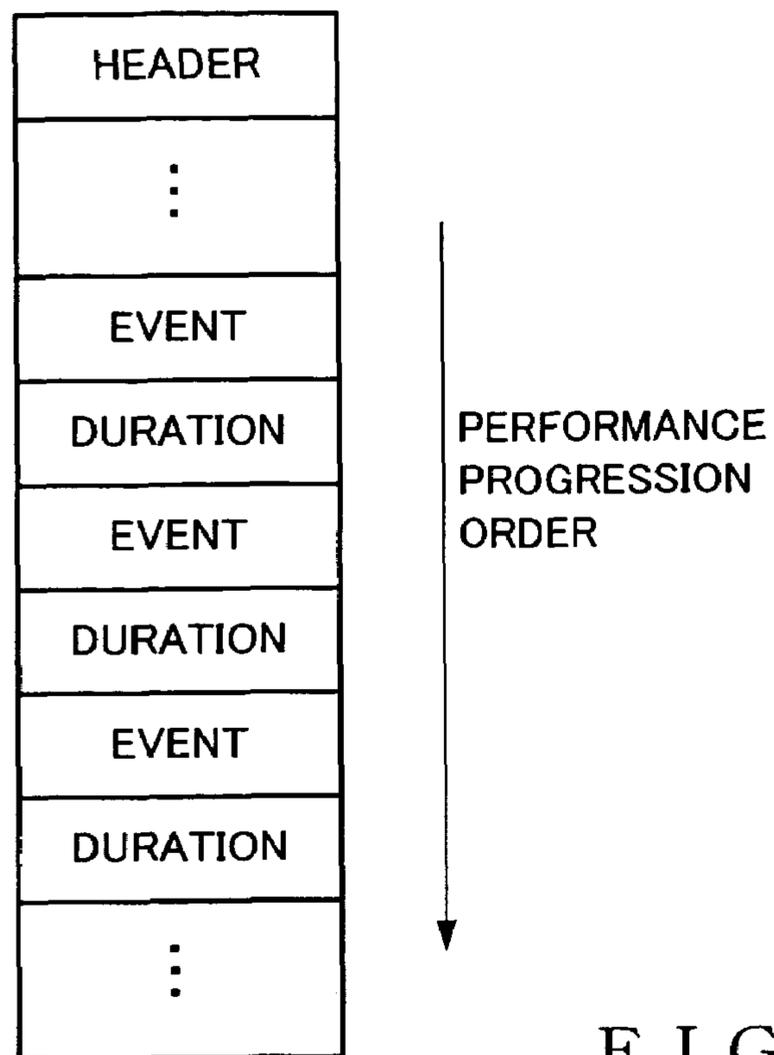 HEADER
⋮
EVENT
DURATION
EVENT
DURATION
EVENT
DURATION
⋮
PERFORMANCE
PROGRESSION
ORDER
F I G